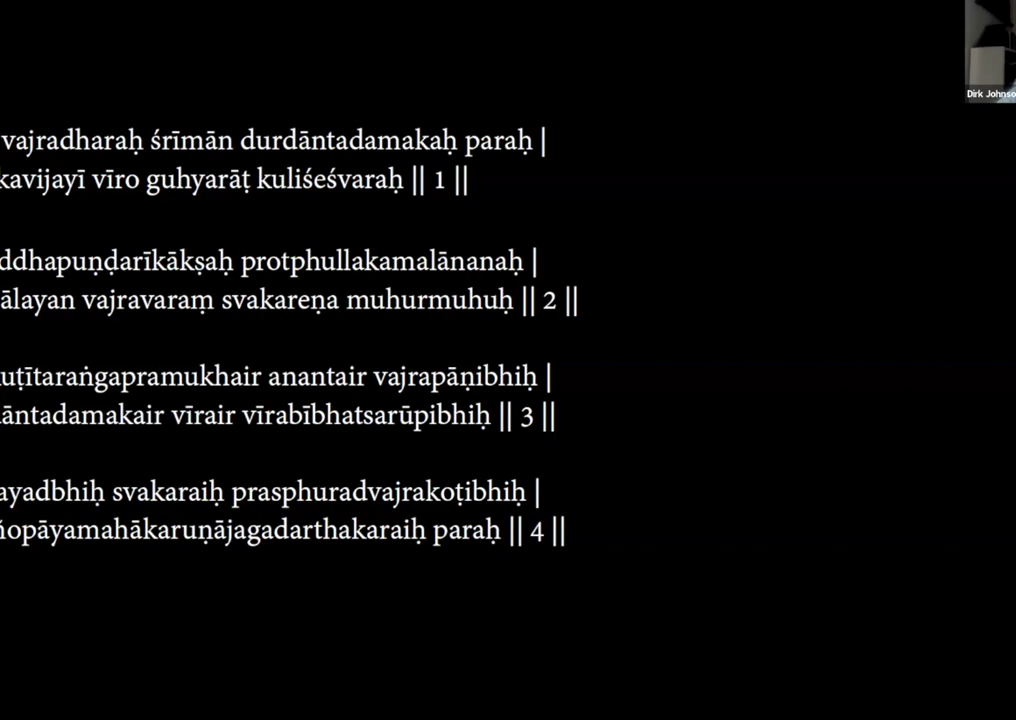 Dirk Johnso
vajradharaḥ śrīmān durdāntadamakaḥ paraḥ |
kavijayī vīro guhyarāṭ kuliśeśvaraḥ || 1 ||
ddhapuṇḍarīkākṣaḥ protphullakamalānanaḥ |
ālayan vajravaraṃ svakareṇa muhurmuhuḥ || 2 ||
uṭītaraṅgapramukhair anantair vajrapāṇibhiḥ |
āntadamakair vīrair vīrabībhatsarūpibhiḥ || 3 ||
ayadbhiḥ svakaraiḥ prasphuradvajrakoṭibhiḥ |
ñopāyamahākaruṇājagadarthakaraiḥ paraḥ || 4 ||